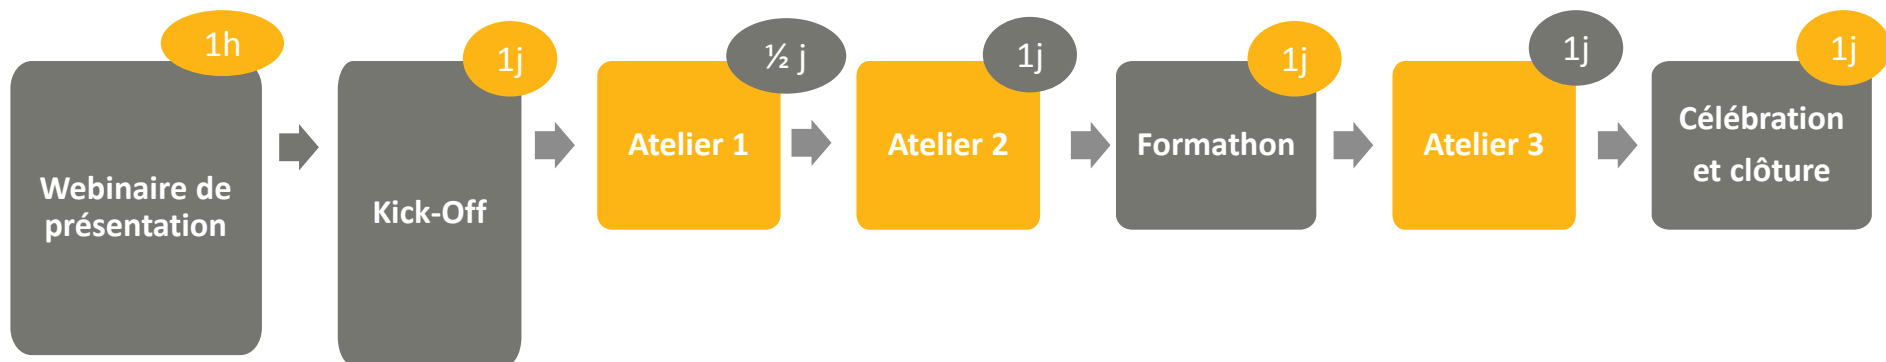 1h
Webinaire de
présentation
1j
Kick-Off
½ j
Atelier 1
1j
Atelier 2
1j
Formathon
1j
Atelier 3
1j
Célébration
et clôture